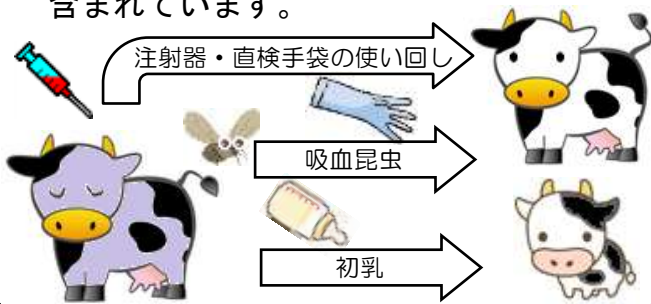 含まれています。
注射器・直検手袋の使い回し
吸血昆虫
初乳